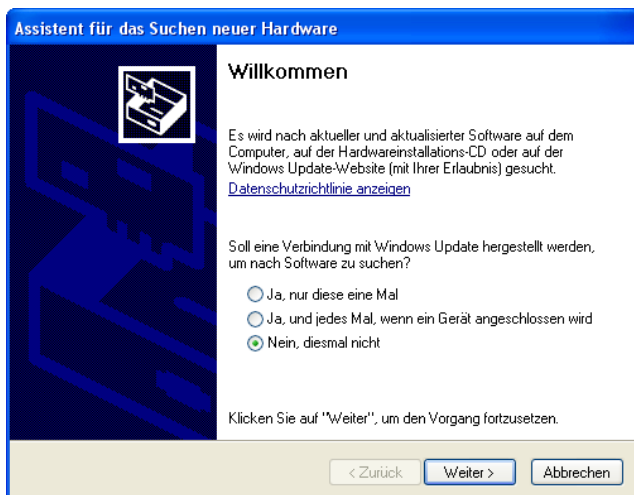 Assistent für das Suchen neuer Hardware
Willkommen
Es wird nach aktueller und aktualisierter Software auf dem
Computer, auf der Hardwareinstallations-CD oder auf der
Windows Update-Website (mit Ihrer Erlaubnis) gesucht.
Datenschutzrichtlinie anzeigen
Soll eine Verbindung mit Windows Update hergestellt werden,
um nach Software zu suchen?
Ja, nur diese eine Mal
Ja, und jedes Mal, wenn ein Gerät angeschlossen wird
Nein, diesmal nicht
Klicken Sie auf "Weiter", um den Vorgang fortzusetzen.
< Zurück Weiter > Abbrechen